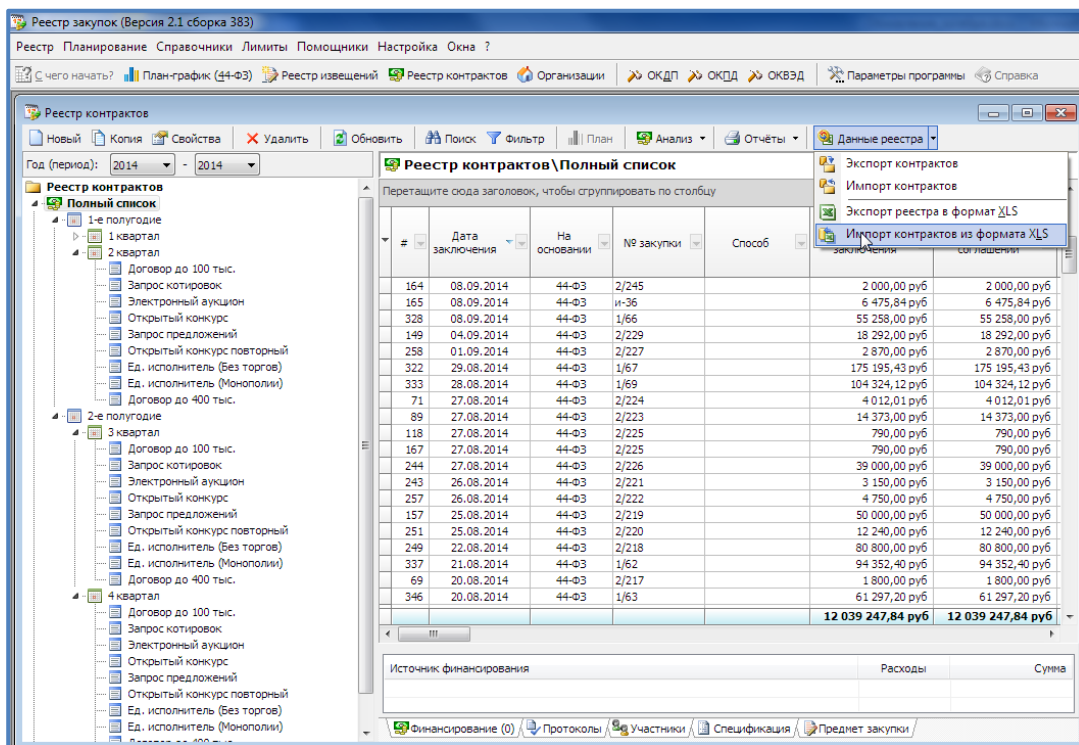 Реестр закупок (Версия 2.1 сборка 383)
Реестр Планирование Справочники Лимиты Помощники Настройка Окна ?
С чего начать? План-график (44-ФЗ) Реестр извещений Реестр контрактов Организации ОКДП ОКПД ОКВЭД Параметры программы Справка
Реестр контрактов
Новый Копия Свойства Удалить Обновить Поиск Фильтр План Анализ Отчёты Данные реестра
Год (период): 2014 - 2014
Реестр контрактов
Полный список
1-е полугодие
1 квартал
2 квартал
Договор до 100 тыс.
Запрос котировок
Электронный аукцион
Открытый конкурс
Запрос предложений
Открытый конкурс повторный
Ед. исполнитель (Без торгов)
Ед. исполнитель (Монополии)
Договор до 400 тыс.
2-е полугодие
3 квартал
Договор до 100 тыс.
Запрос котировок
Электронный аукцион
Открытый конкурс
Запрос предложений
Открытый конкурс повторный
Ед. исполнитель (Без торгов)
Ед. исполнитель (Монополии)
Договор до 400 тыс.
4 квартал
Договор до 100 тыс.
Запрос котировок
Электронный аукцион
Открытый конкурс
Запрос предложений
Открытый конкурс повторный
Ед. исполнитель (Без торгов)
Ед. исполнитель (Монополии)
Реестр контрактов\Полный список
Перетащите сюда заголовок, чтобы сгруппировать по столбцу
Экспорт контрактов
Импорт контрактов
Экспорт реестра в формат XLS
Импорт контрактов из формата XLS
# Дата заключения На основании № закупки Способ заключения соглашений
164 08.09.2014 44-ФЗ 2/245 2 000,00 руб 2 000,00 руб
165 08.09.2014 44-ФЗ и-36 6 475,84 руб 6 475,84 руб
328 08.09.2014 44-ФЗ 1/66 55 258,00 руб 55 258,00 руб
149 04.09.2014 44-ФЗ 2/229 18 292,00 руб 18 292,00 руб
258 01.09.2014 44-ФЗ 2/227 2 870,00 руб 2 870,00 руб
322 29.08.2014 44-ФЗ 1/67 175 195,43 руб 175 195,43 руб
333 28.08.2014 44-ФЗ 1/69 104 324,12 руб 104 324,12 руб
71 27.08.2014 44-ФЗ 2/224 4 012,01 руб 4 012,01 руб
89 27.08.2014 44-ФЗ 2/223 14 373,00 руб 14 373,00 руб
118 27.08.2014 44-ФЗ 2/225 790,00 руб 790,00 руб
167 27.08.2014 44-ФЗ 2/225 790,00 руб 790,00 руб
244 27.08.2014 44-ФЗ 2/226 39 000,00 руб 39 000,00 руб
243 26.08.2014 44-ФЗ 2/221 3 150,00 руб 3 150,00 руб
257 26.08.2014 44-ФЗ 2/222 4 750,00 руб 4 750,00 руб
157 25.08.2014 44-ФЗ 2/219 50 000,00 руб 50 000,00 руб
251 25.08.2014 44-ФЗ 2/220 12 240,00 руб 12 240,00 руб
249 22.08.2014 44-ФЗ 2/218 80 800,00 руб 80 800,00 руб
337 21.08.2014 44-ФЗ 1/62 94 352,40 руб 94 352,40 руб
69 20.08.2014 44-ФЗ 2/217 1 800,00 руб 1 800,00 руб
346 20.08.2014 44-ФЗ 1/63 61 297,20 руб 61 297,20 руб
12 039 247,84 руб 12 039 247,84 руб
Источник финансирования Расходы Сумма
Финансирование (0) Протоколы Участники Спецификация Предмет закупки